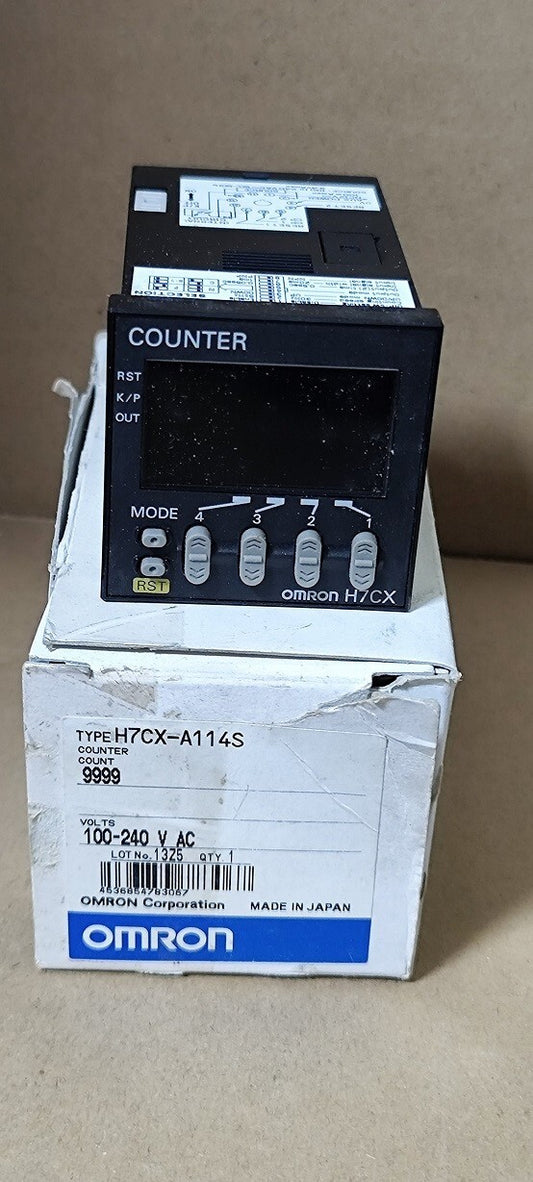 COUNTER
RST
K/P
OUT
MODE
4 3 2 1
RST
OMRON H7CX
TYPE H7CX-A114S
COUNTER
COUNT
9999
VOLTS
100-240 V AC
LOT No. 13Z5 QTY. 1
4536854783067
OMRON Corporation MADE IN JAPAN
OMRON